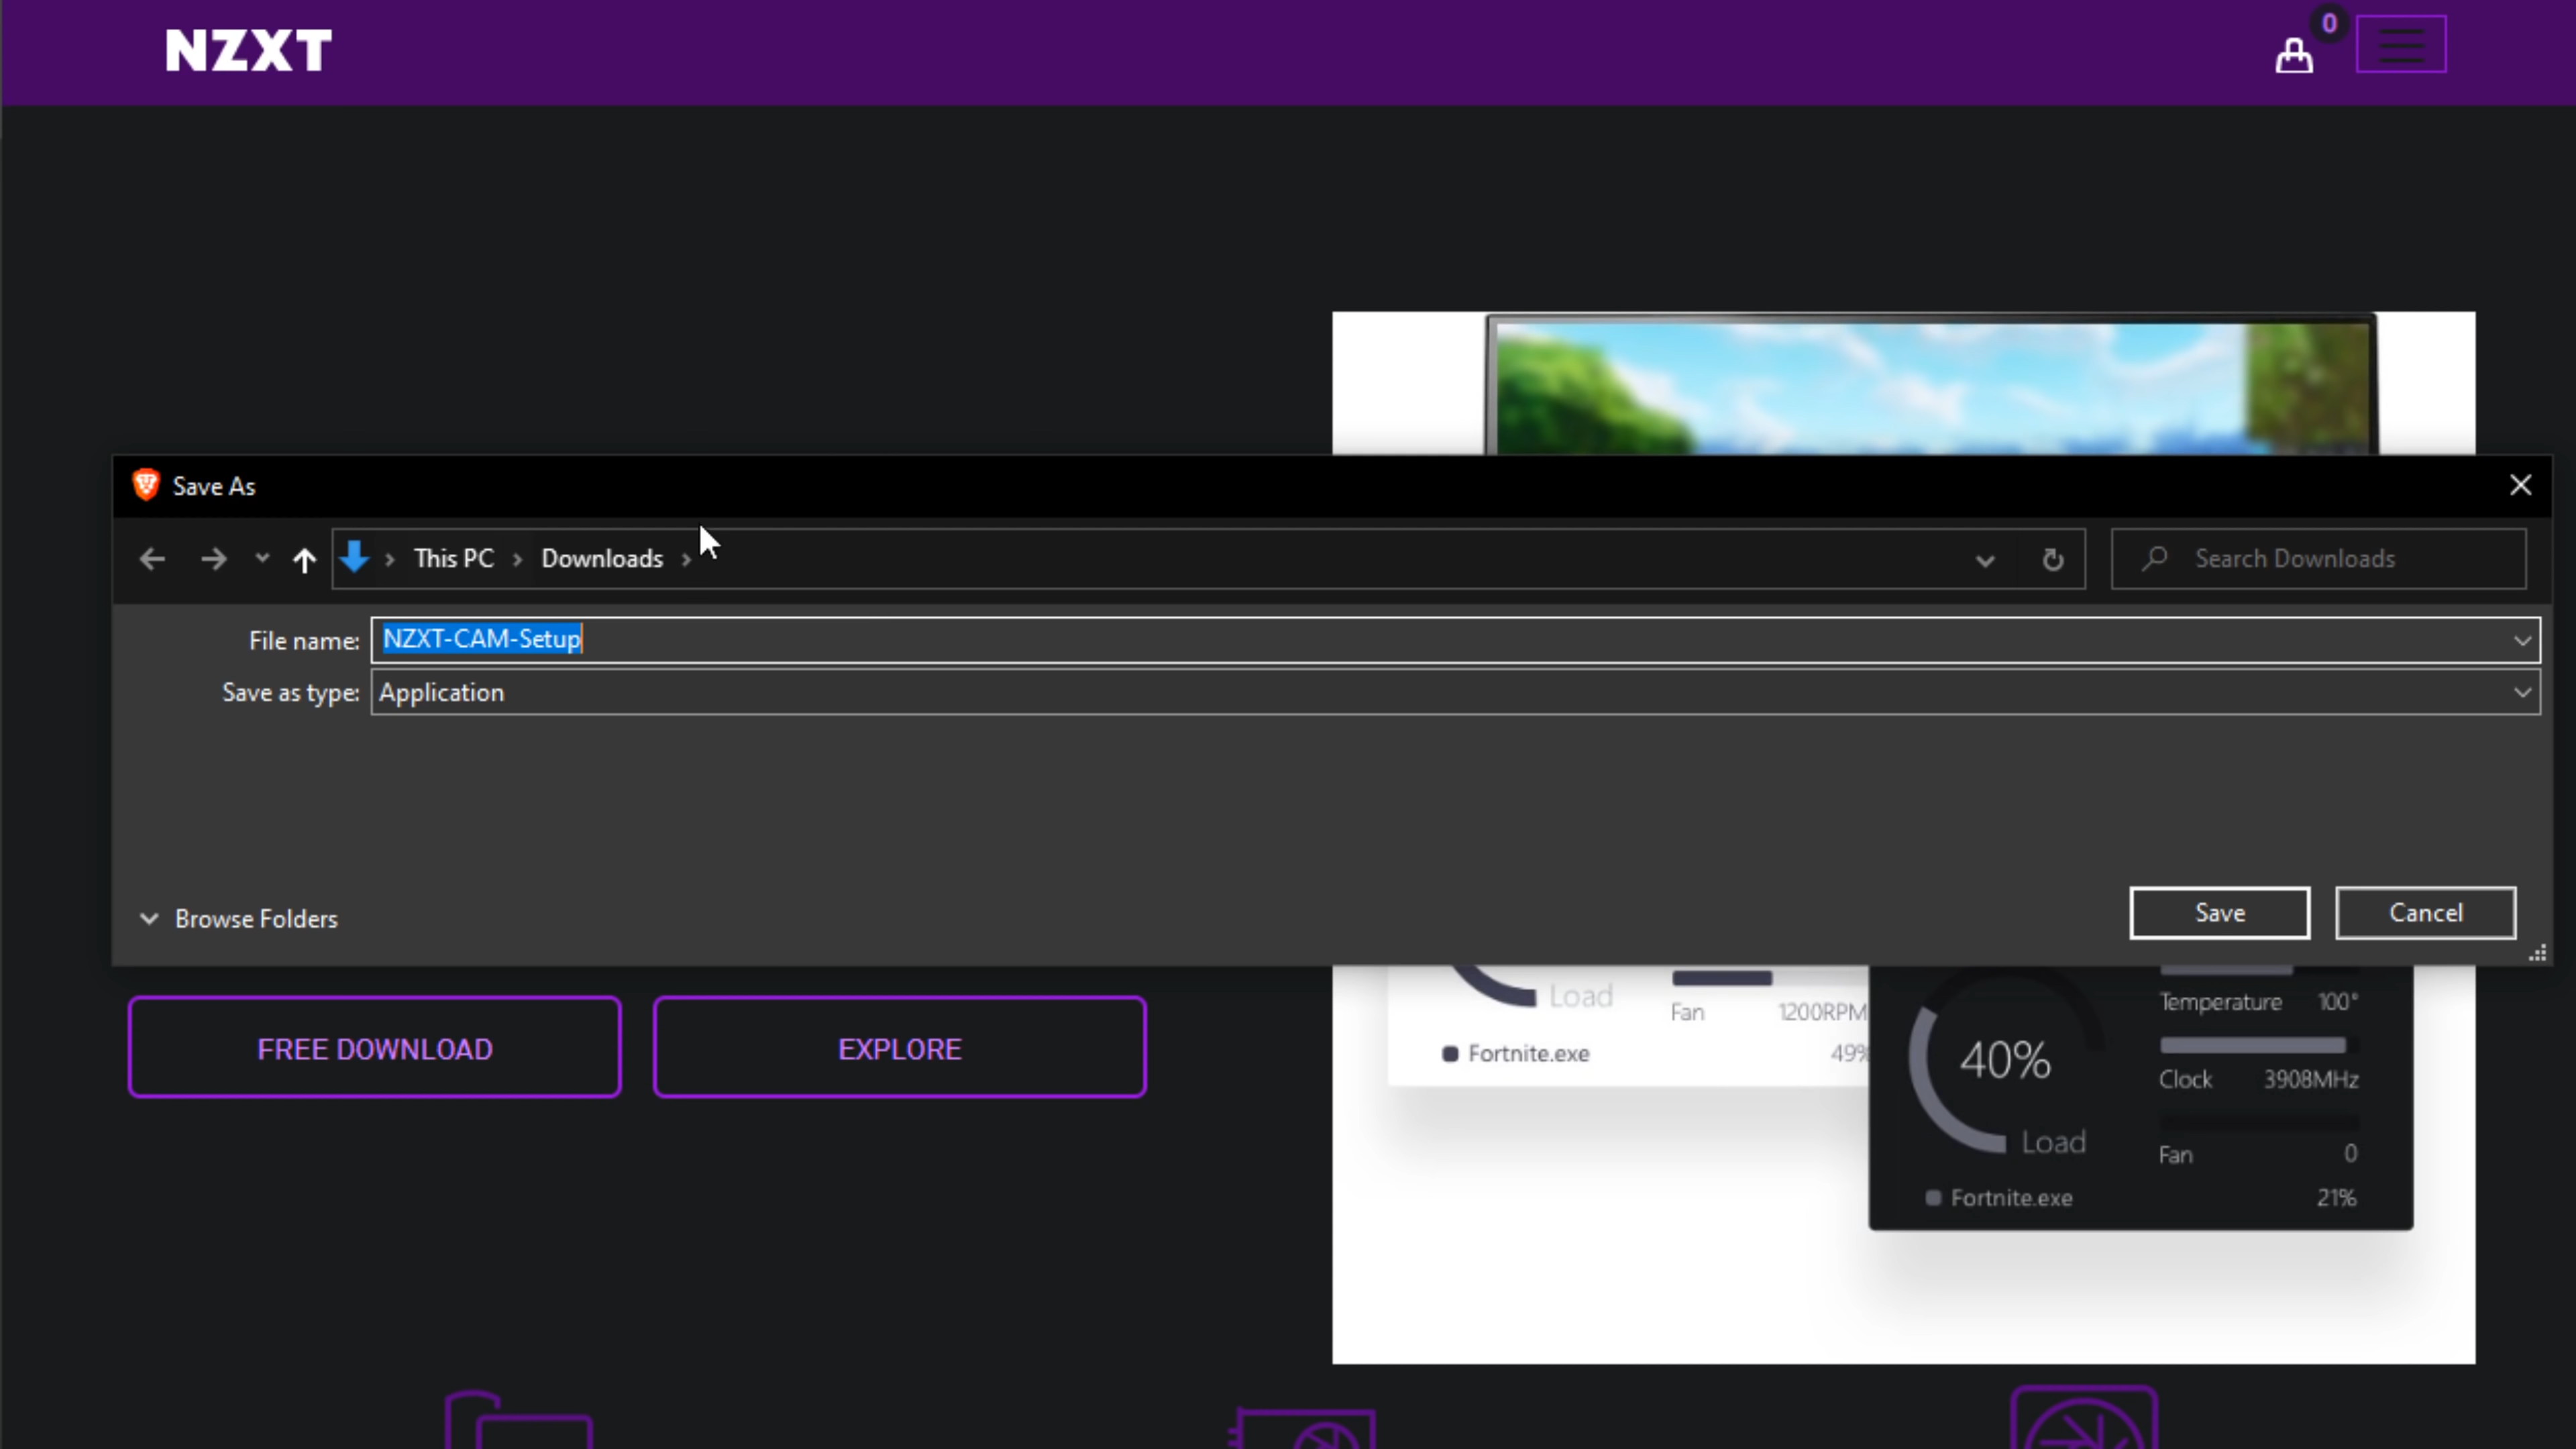 NZXT
0
Save As
This PC
Downloads
Search Downloads
File name:
NZXT-CAM-Setup
Save as type:
Application
Browse Folders
Save
Cancel
FREE DOWNLOAD
EXPLORE
Load
Fan
1200RPM
Fortnite.exe
49%
Temperature
100°
40%
Clock
3908MHz
Load
Fan
0
Fortnite.exe
21%